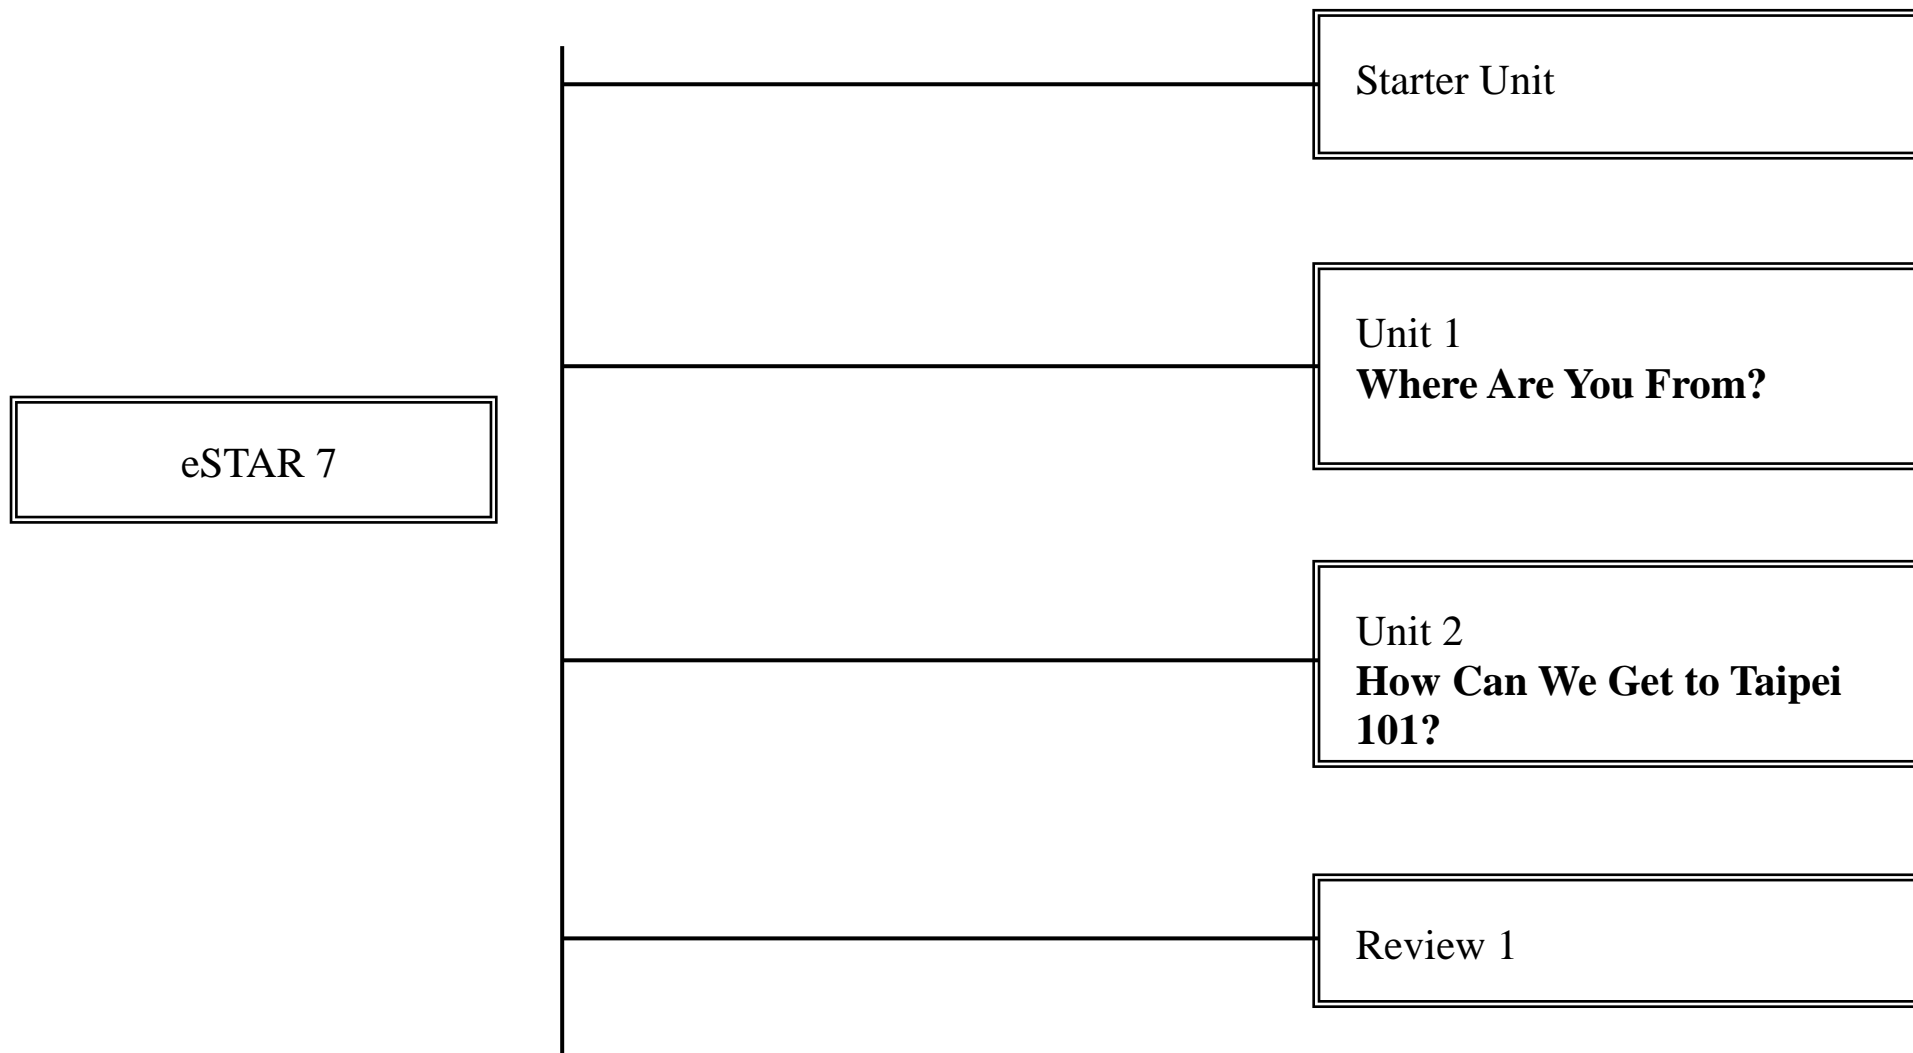 Starter Unit
Unit 1
Where Are You From?
eSTAR 7
Unit 2
How Can We Get to Taipei
101?
Review 1